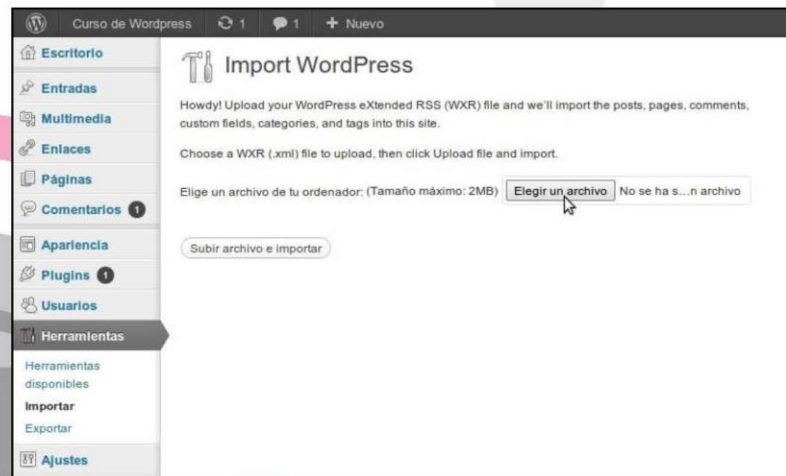 Curso de Wordpress 1 1 + Nuevo
Escritorio
Entradas
Multimedia
Enlaces
Páginas
Comentarios 1
Apariencia
Plugins 1
Usuarios
Herramientas
Herramientas
disponibles
Importar
Exportar
Ajustes
Import WordPress
Howdy! Upload your WordPress eXtended RSS (WXR) file and we'll import the posts, pages, comments,
custom fields, categories, and tags into this site.
Choose a WXR (.xml) file to upload, then click Upload file and import.
Elige un archivo de tu ordenador: (Tamaño máximo: 2MB) Elegir un archivo No se ha s...n archivo
Subir archivo e importar